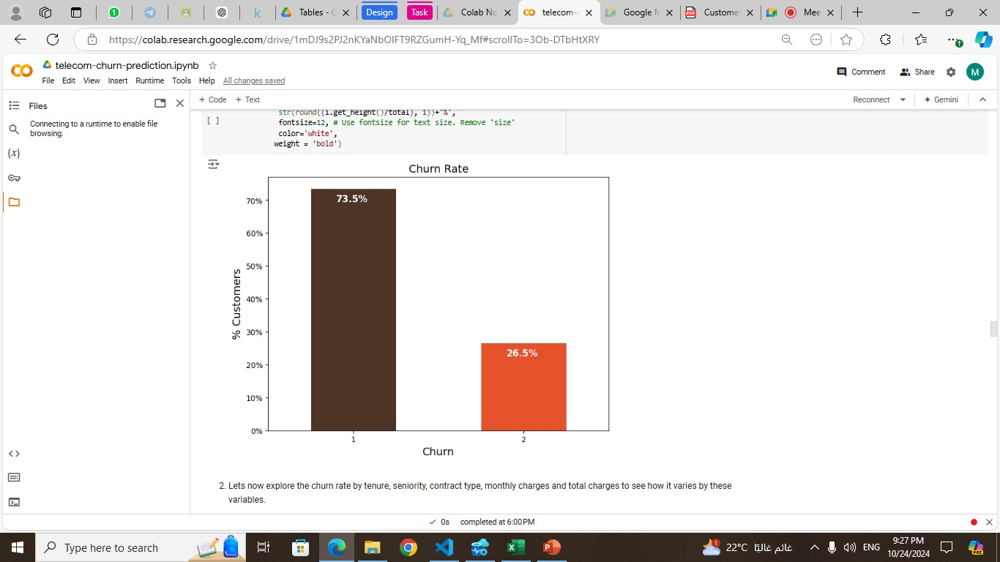 Tables - G
Design
Task
Colab No
telecom-c
Google M
Custome
Mee
https://colab.research.google.com/drive/1mDJ9s2PJ2nKYaNbOIFT9RZGumH-Yq_Mf#scrollTo=3Ob-DTbHtXRY
CO telecom-churn-prediction.ipynb
File Edit View Insert Runtime Tools Help All changes saved
Comment Share M
Files
+ Code + Text
Reconnect Gemini
Connecting to a runtime to enable file
browsing.
{x}
[ ]
str(round((i.get_height()/total), 1))+'%',
fontsize=12, # Use fontsize for text size. Remove 'size'
color='white',
weight = 'bold')
Churn Rate
73.5%
26.5%
70%
60%
50%
40%
30%
20%
10%
0%
% Customers
1 2
Churn
2. Lets now explore the churn rate by tenure, seniority, contract type, monthly charges and total charges to see how it varies by these
variables.
0s completed at 6:00 PM
Type here to search
22°C غائم غالبًا
ENG
9:27 PM
10/24/2024